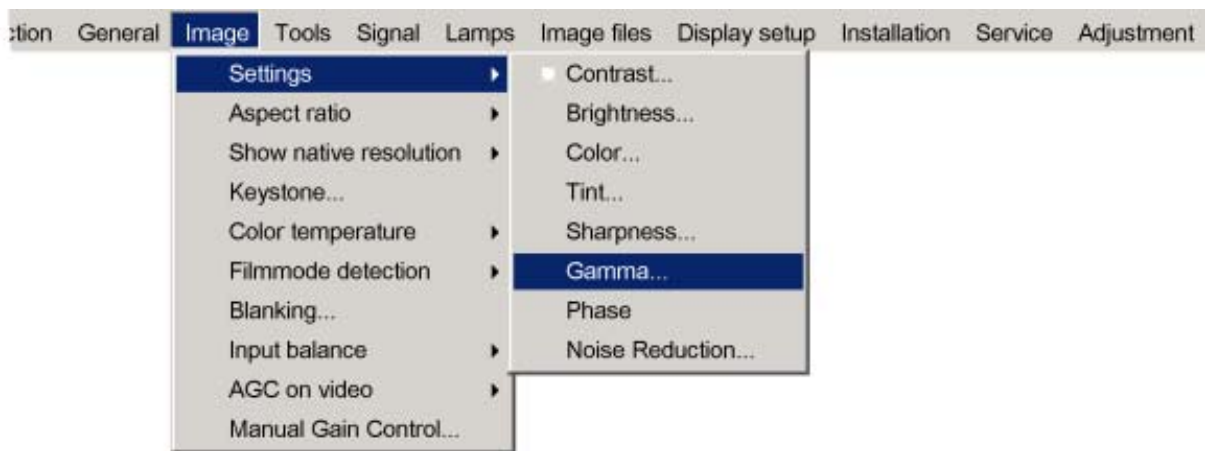 ction General Image Tools Signal Lamps Image files Display setup Installation Service Adjustment
Settings
Aspect ratio
Show native resolution
Keystone...
Color temperature
Filmmode detection
Blanking...
Input balance
AGC on video
Manual Gain Control...
Contrast...
Brightness...
Color...
Tint...
Sharpness...
Gamma...
Phase
Noise Reduction...